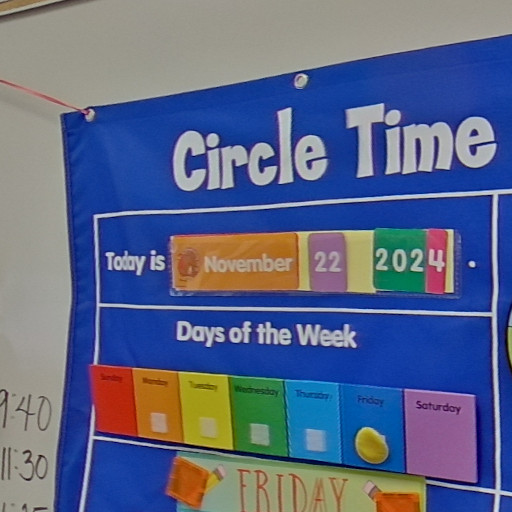 Circle Time
Today is November 22 2024.
Days of the Week
Sunday Monday Tuesday Wednesday Thursday Friday Saturday
9:40
11:30
FRIDAY